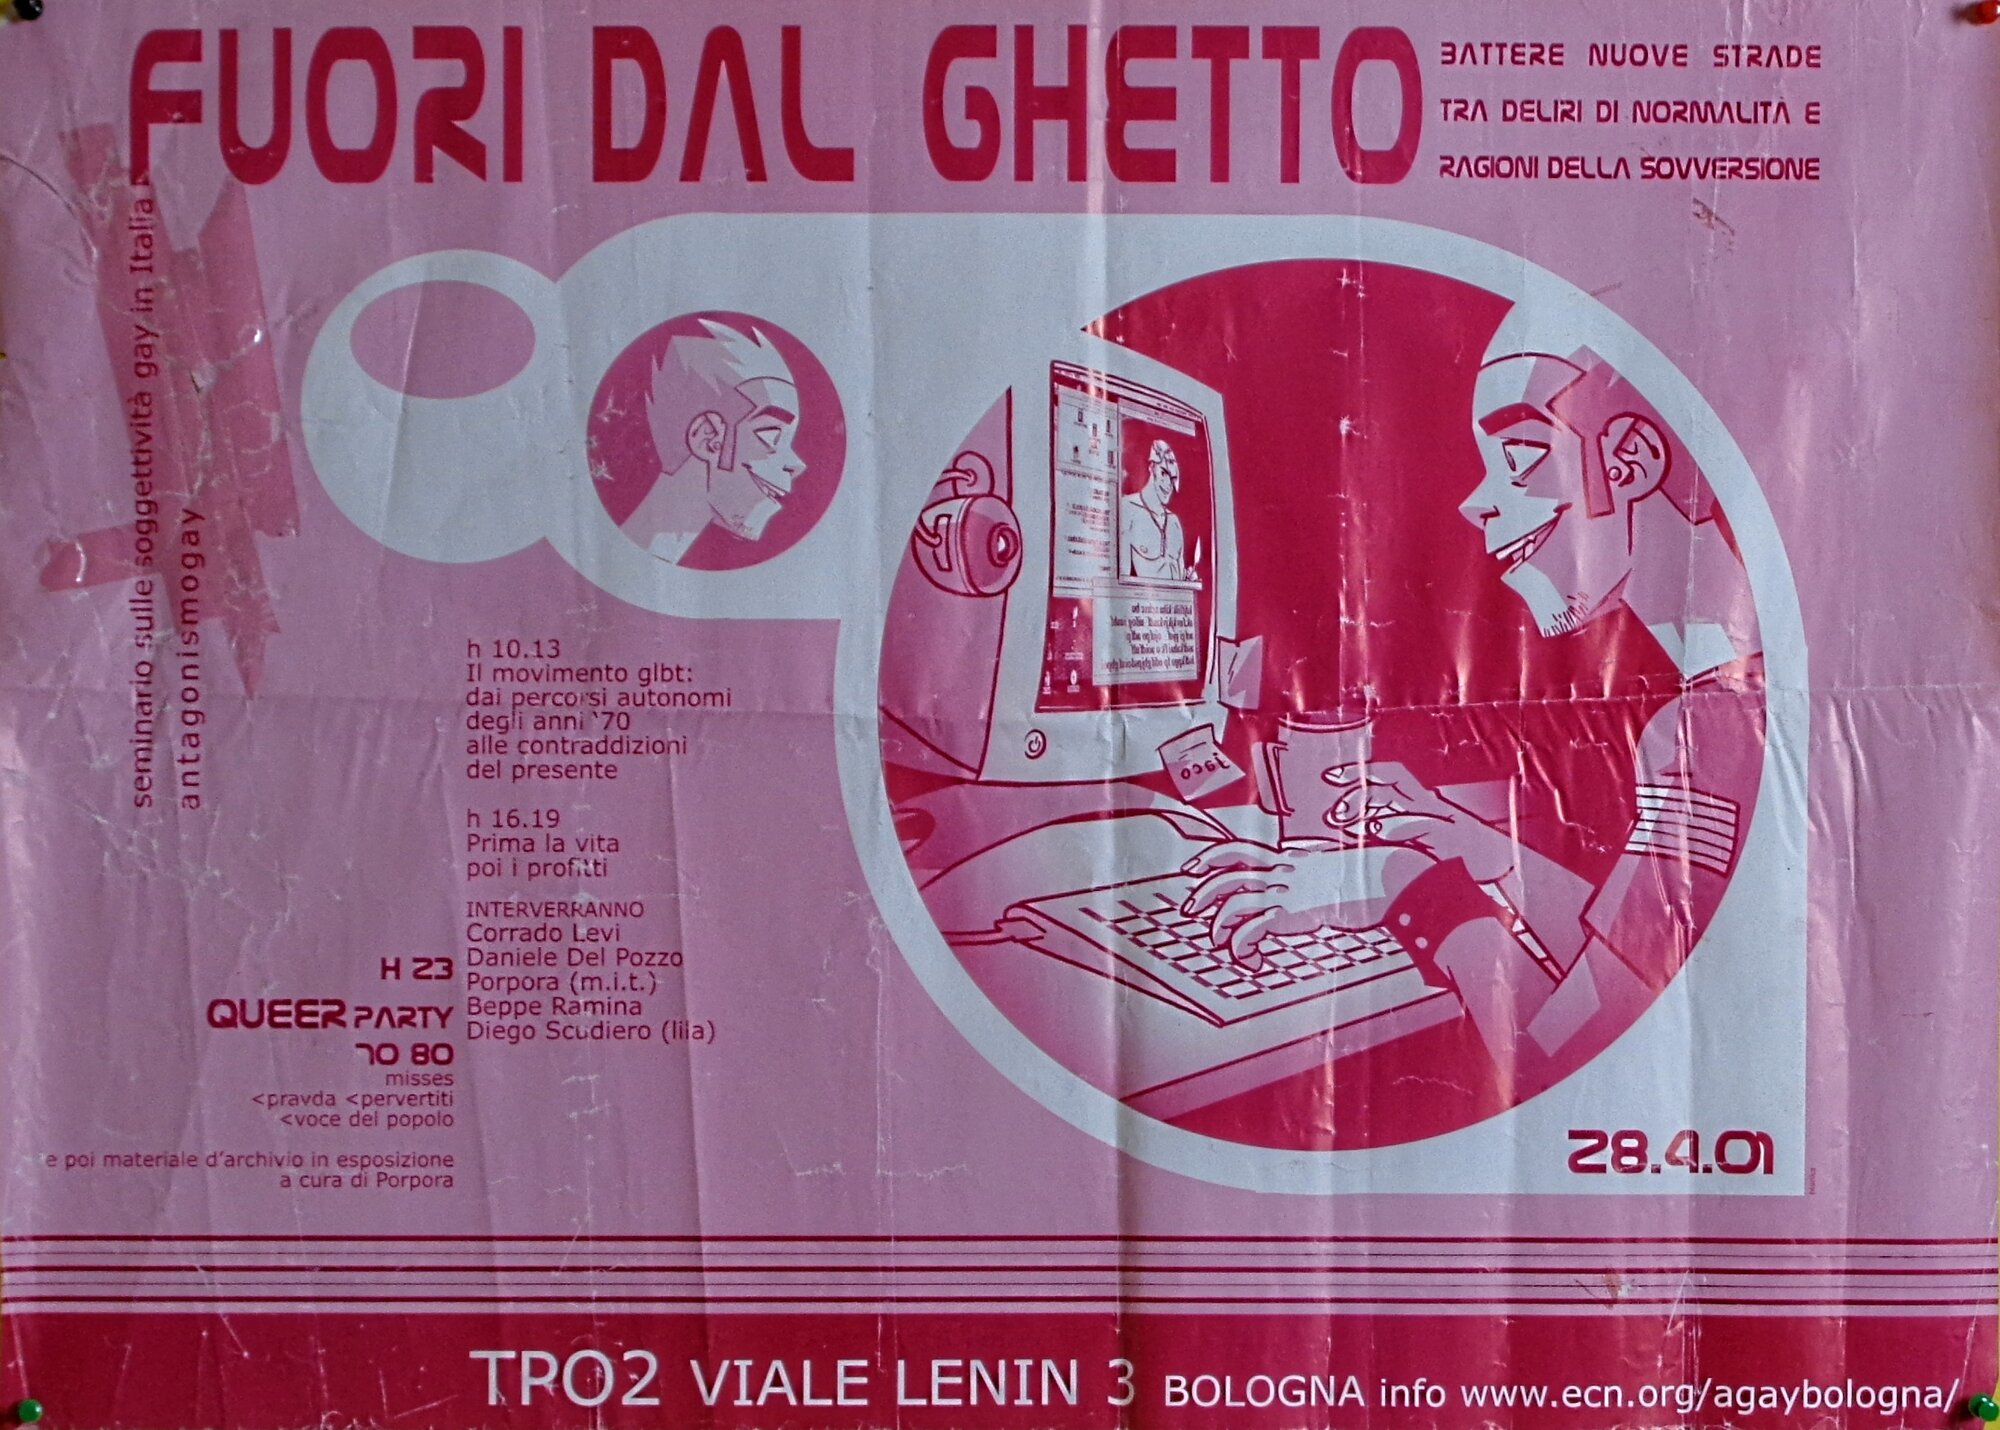 FUORI DAL GHETTO
BATTERE NUOVE STRADE
TRA DELIRI DI NORMALITÀ E
RAGIONI DELLA SOVVERSIONE
seminario sulle soggettività gay in Italia
antagonismogay
h 10.13
Il movimento glbt:
dai percorsi autonomi
degli anni '70
alle contraddizioni
del presente
h 16.19
Prima la vita
poi i profitti
INTERVERRANNO
Corrado Levi
Daniele Del Pozzo
Porpora (m.i.t.)
Beppe Ramina
Diego Scudiero (lila)
H 23
QUEER PARTY
70 80
misses
<pravda <pervertiti
<voce del popolo
e poi materiale d'archivio in esposizione
a cura di Porpora
jaco
28.4.01
TPO2 VIALE LENIN 3 BOLOGNA info www.ecn.org/agaybologna/